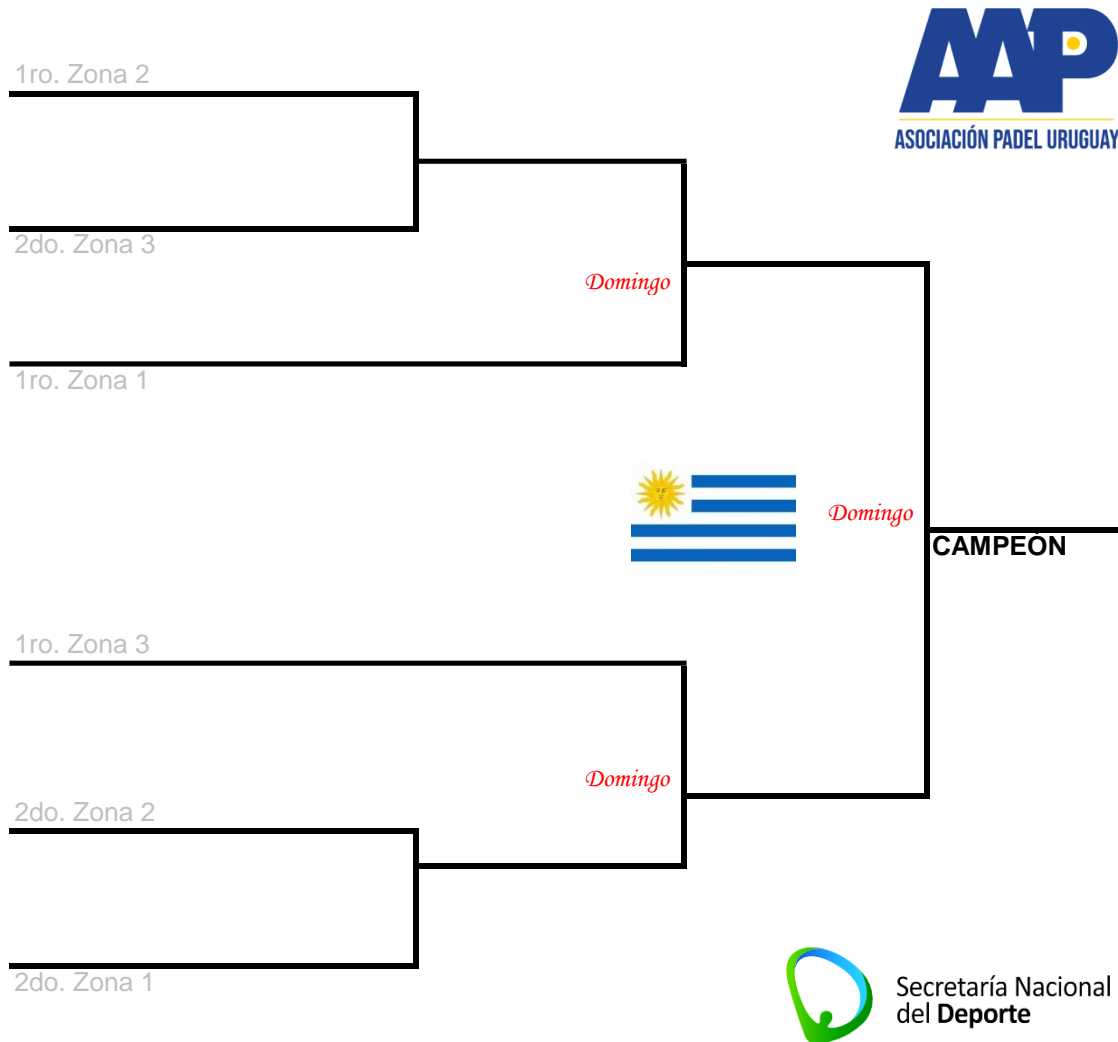 AAP
ASOCIACIÓN PADEL URUGUAY
1ro. Zona 2
2do. Zona 3
Domingo
1ro. Zona 1
Domingo
CAMPEÓN
1ro. Zona 3
Domingo
2do. Zona 2
2do. Zona 1
Secretaría Nacional
del Deporte